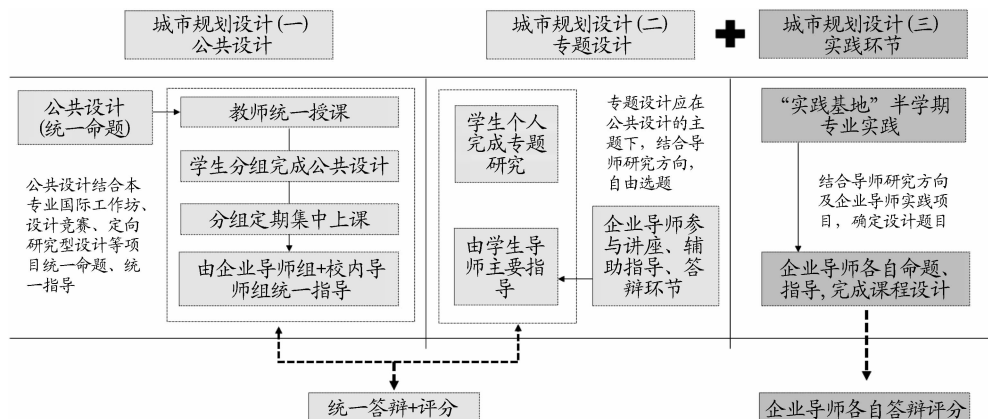 城市规划设计(一)
公共设计
城市规划设计(二)
专题设计
城市规划设计(三)
实践环节
公共设计
(统一命题)
公共设计结合本
专业国际工作坊、
设计竞赛、定向
研究型设计等项
目统一命题、统
一指导
教师统一授课
学生分组完成公共设计
分组定期集中上课
由企业导师组+校内导
师组统一指导
学生个人
完成专题
研究
由学生导
师主要指
导
专题设计应在
公共设计的主
题下，结合导
师研究方向，
自由选题
企业导师参
与讲座、辅
助指导、答
辩环节
“实践基地”半学期
专业实践
结合导师研究方向
及企业导师实践项
目，确定设计题目
企业导师各自命题、
指导,完成课程设计
统一答辩+评分
企业导师各自答辩评分